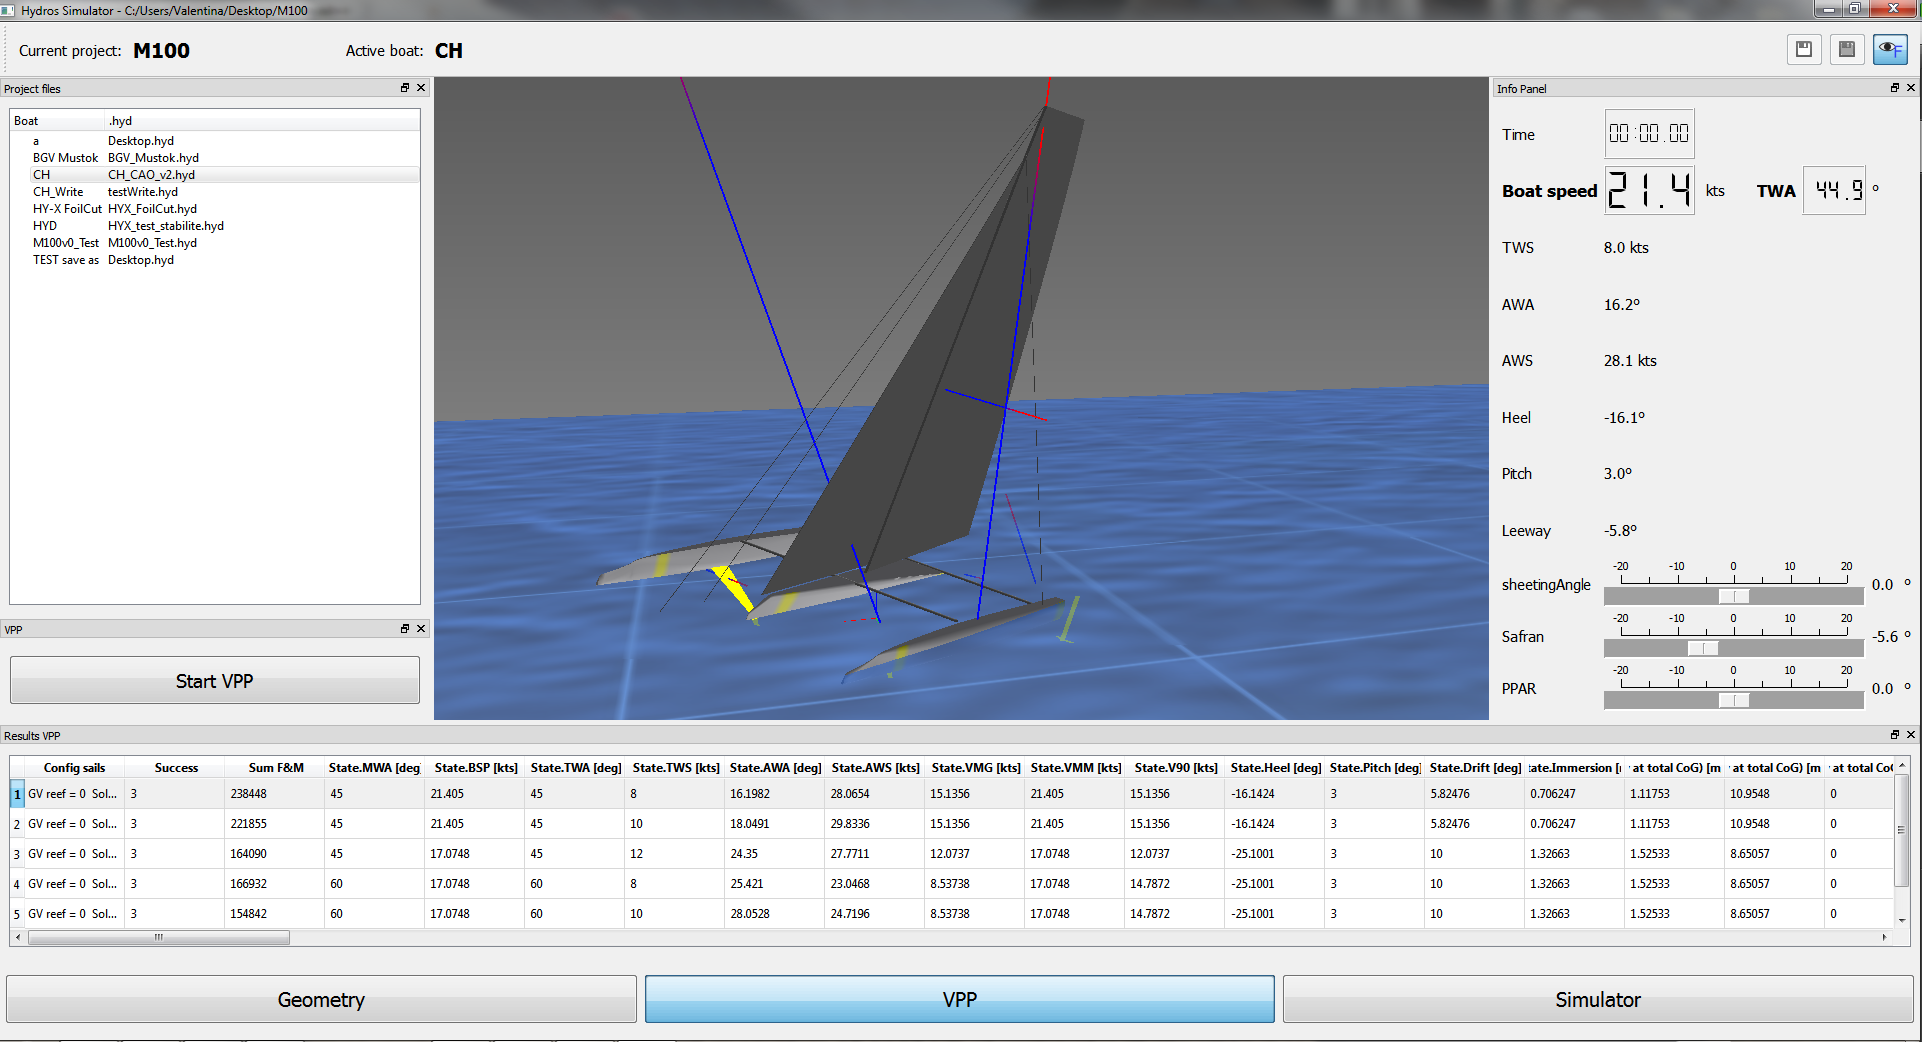 Hydros Simulator - C:/Users/Valentina/Desktop/M100
Current project: M100 Active boat: CH
Project files
Boat .hyd
a Desktop.hyd
BGV Mustok BGV_Mustok.hyd
CH CH_CAO_v2.hyd
CH_Write testWrite.hyd
HY-X FoilCut HYX_FoilCut.hyd
HYD HYX_test_stabilite.hyd
M100v0_Test M100v0_Test.hyd
TEST save as Desktop.hyd
VPP
Start VPP
Info Panel
Time 00:00.00
Boat speed 21.4 kts TWA 44.9 º
TWS 8.0 kts
AWA 16.2º
AWS 28.1 kts
Heel -16.1º
Pitch 3.0º
Leeway -5.8º
-20 -10 0 10 20
sheetingAngle 0.0 º
-20 -10 0 10 20
Safran -5.6 º
-20 -10 0 10 20
PPAR 0.0 º
Results VPP
Config sails Success Sum F&M State.MWA [deg State.BSP [kts] State.TWA [deg] State.TWS [kts] State.AWA [deg] State.AWS [kts] State.VMG [kts] State.VMM [kts] State.V90 [kts] State.Heel [deg] State.Pitch [deg] State.Drift [deg] tate.Immersion [ at total CoG) [m at total CoG) [m at total CoG
1 GV reef = 0 Sol... 3 238448 45 21.405 45 8 16.1982 28.0654 15.1356 21.405 15.1356 -16.1424 3 5.82476 0.706247 1.11753 10.9548 0
2 GV reef = 0 Sol... 3 221855 45 21.405 45 10 18.0491 29.8336 15.1356 21.405 15.1356 -16.1424 3 5.82476 0.706247 1.11753 10.9548 0
3 GV reef = 0 Sol... 3 164090 45 17.0748 45 12 24.35 27.7711 12.0737 17.0748 12.0737 -25.1001 3 10 1.32663 1.52533 8.65057 0
4 GV reef = 0 Sol... 3 166932 60 17.0748 60 8 25.421 23.0468 8.53738 17.0748 14.7872 -25.1001 3 10 1.32663 1.52533 8.65057 0
5 GV reef = 0 Sol... 3 154842 60 17.0748 60 10 28.0528 24.7196 8.53738 17.0748 14.7872 -25.1001 3 10 1.32663 1.52533 8.65057 0
Geometry VPP Simulator